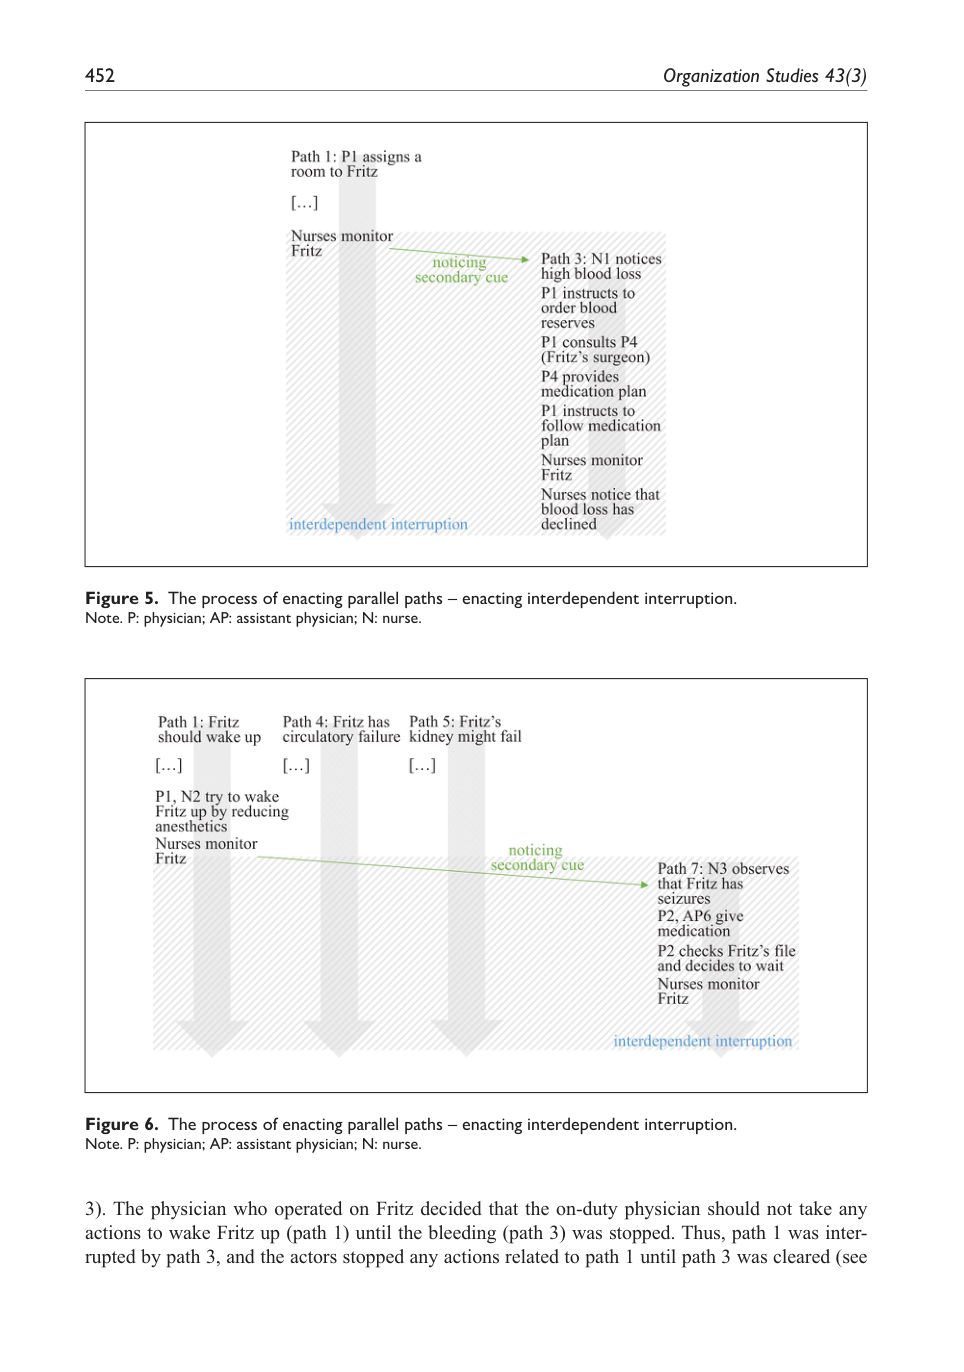 452
Organization Studies 43(3)
Path 1: P1 assigns a
room to Fritz
[…]
Nurses monitor
Fritz
noticing
secondary cue
Path 3: N1 notices
high blood loss
P1 instructs to
order blood
reserves
P1 consults P4
(Fritz's surgeon)
P4 provides
medication plan
P1 instructs to
follow medication
plan
Nurses monitor
Fritz
Nurses notice that
blood loss has
declined
interdependent interruption
Figure 5. The process of enacting parallel paths – enacting interdependent interruption.
Note. P: physician; AP: assistant physician; N: nurse.
Path 1: Fritz
should wake up
[…]
P1, N2 try to wake
Fritz up by reducing
anesthetics
Nurses monitor
Fritz
Path 4: Fritz has
circulatory failure
[…]
Path 5: Fritz's
kidney might fail
[…]
noticing
secondary cue
Path 7: N3 observes
that Fritz has
seizures
P2, AP6 give
medication
P2 checks Fritz's file
and decides to wait
Nurses monitor
Fritz
interdependent interruption
Figure 6. The process of enacting parallel paths – enacting interdependent interruption.
Note. P: physician; AP: assistant physician; N: nurse.
3). The physician who operated on Fritz decided that the on-duty physician should not take any
actions to wake Fritz up (path 1) until the bleeding (path 3) was stopped. Thus, path 1 was inter-
rupted by path 3, and the actors stopped any actions related to path 1 until path 3 was cleared (see